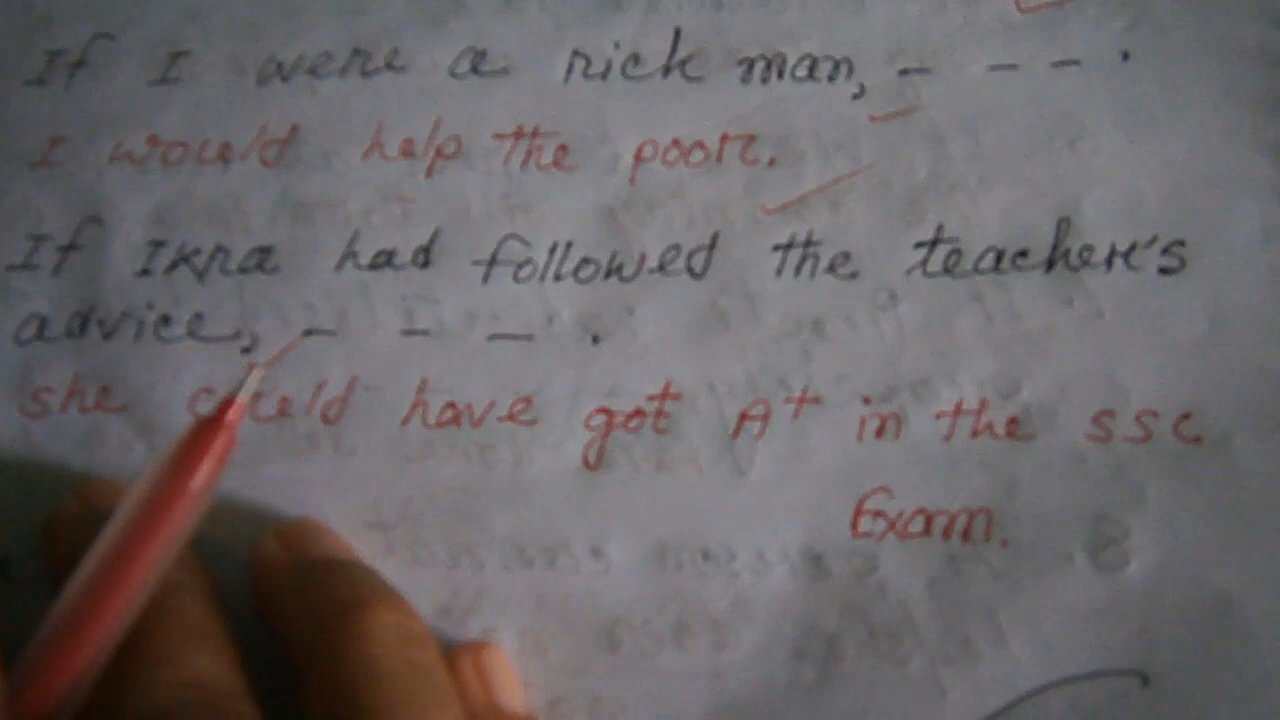 If I were a rich man, - - - .
I would help the poor.
If Ikra had followed the teacher's
advice, - - - .
she could have got A+ in the SSC
Exam.